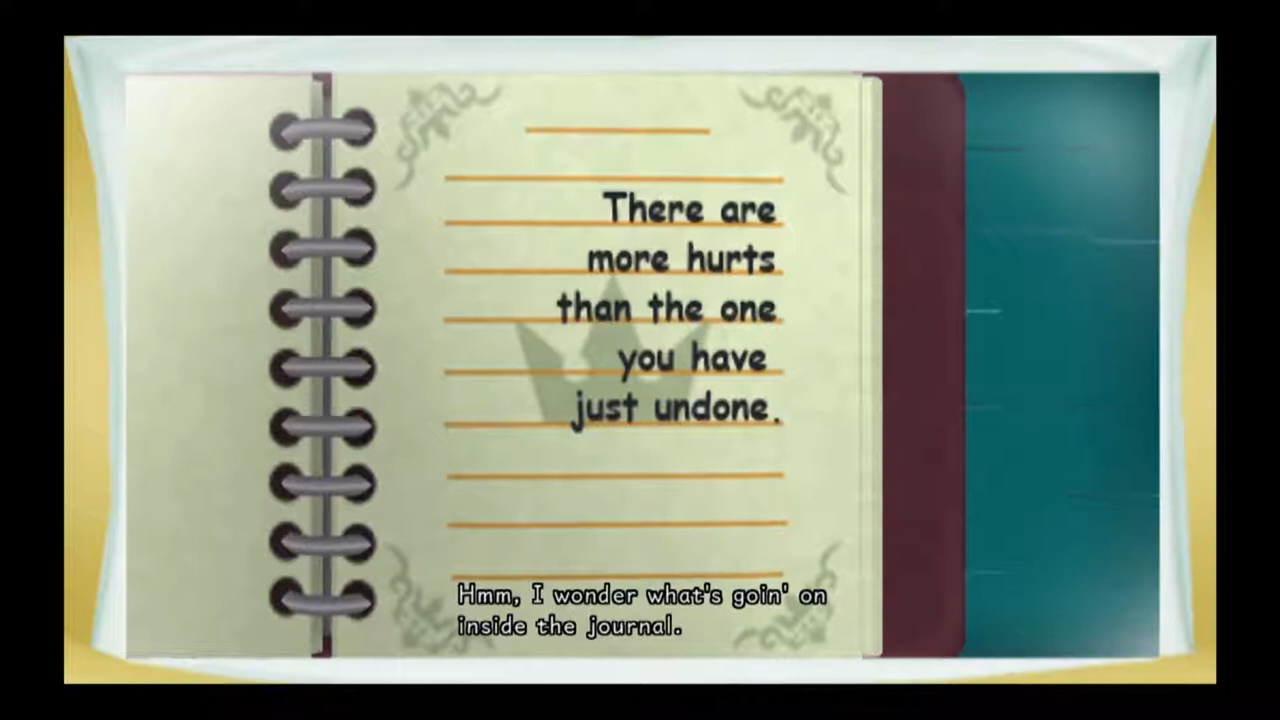 There are
more hurts
than the one
you have
just undone.
Hmm, I wonder what's goin' on
inside the journal.